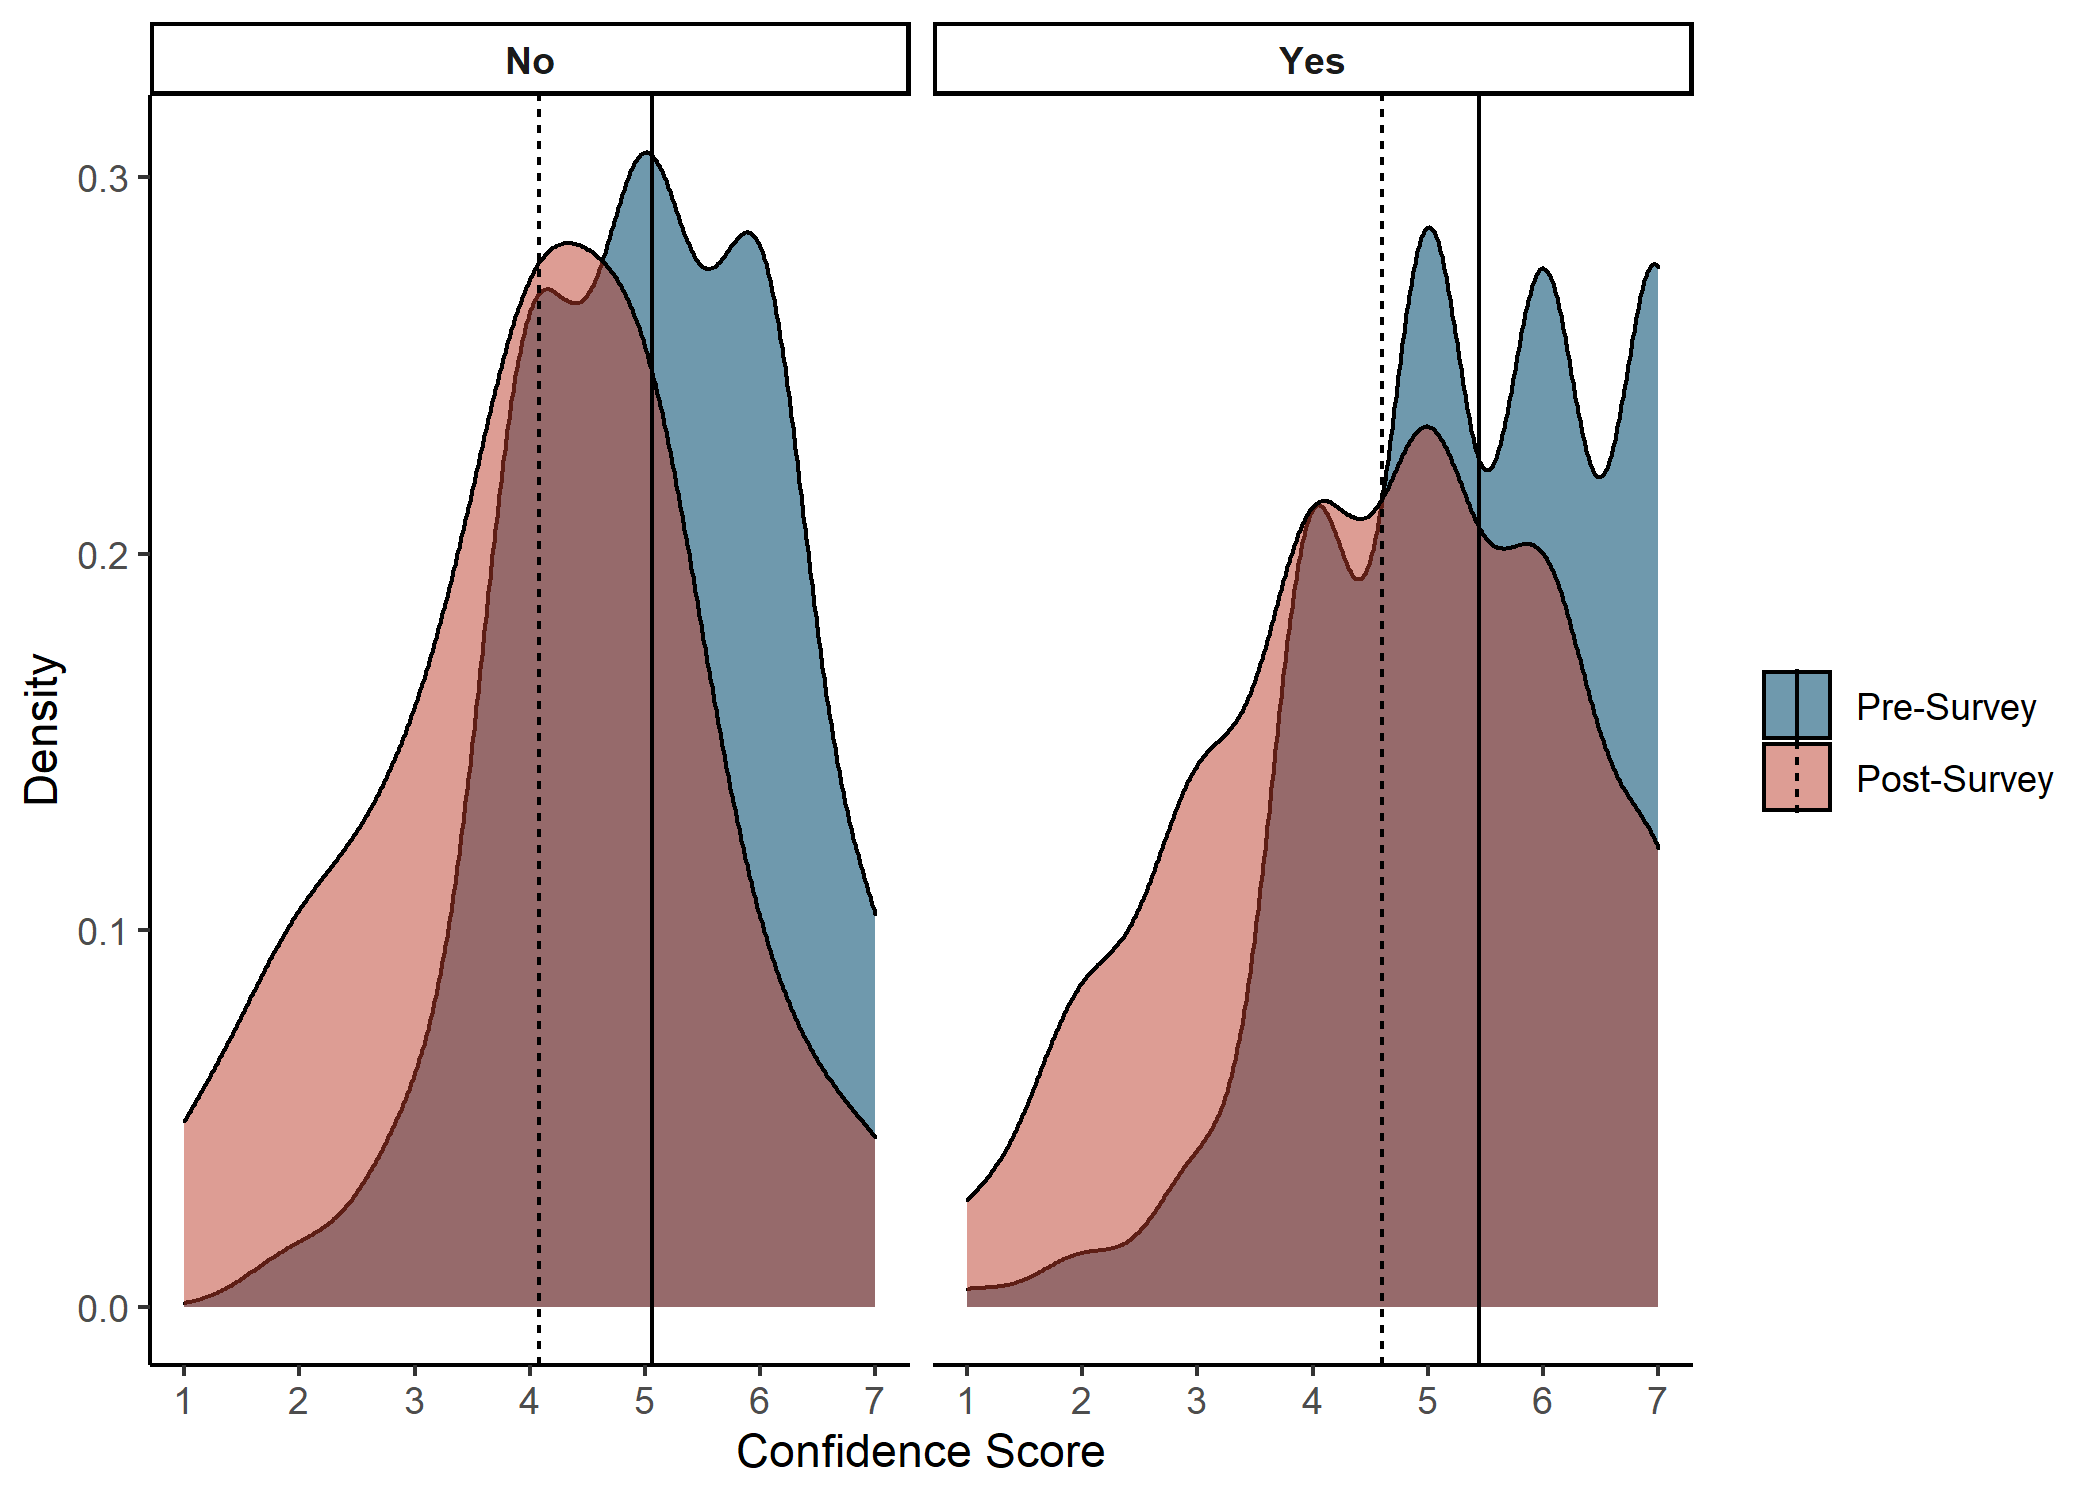 No
Yes
0.3
0.2
0.1
0.0
Density
1 2 3 4 5 6 7
1 2 3 4 5 6 7
Confidence Score
Pre-Survey
Post-Survey